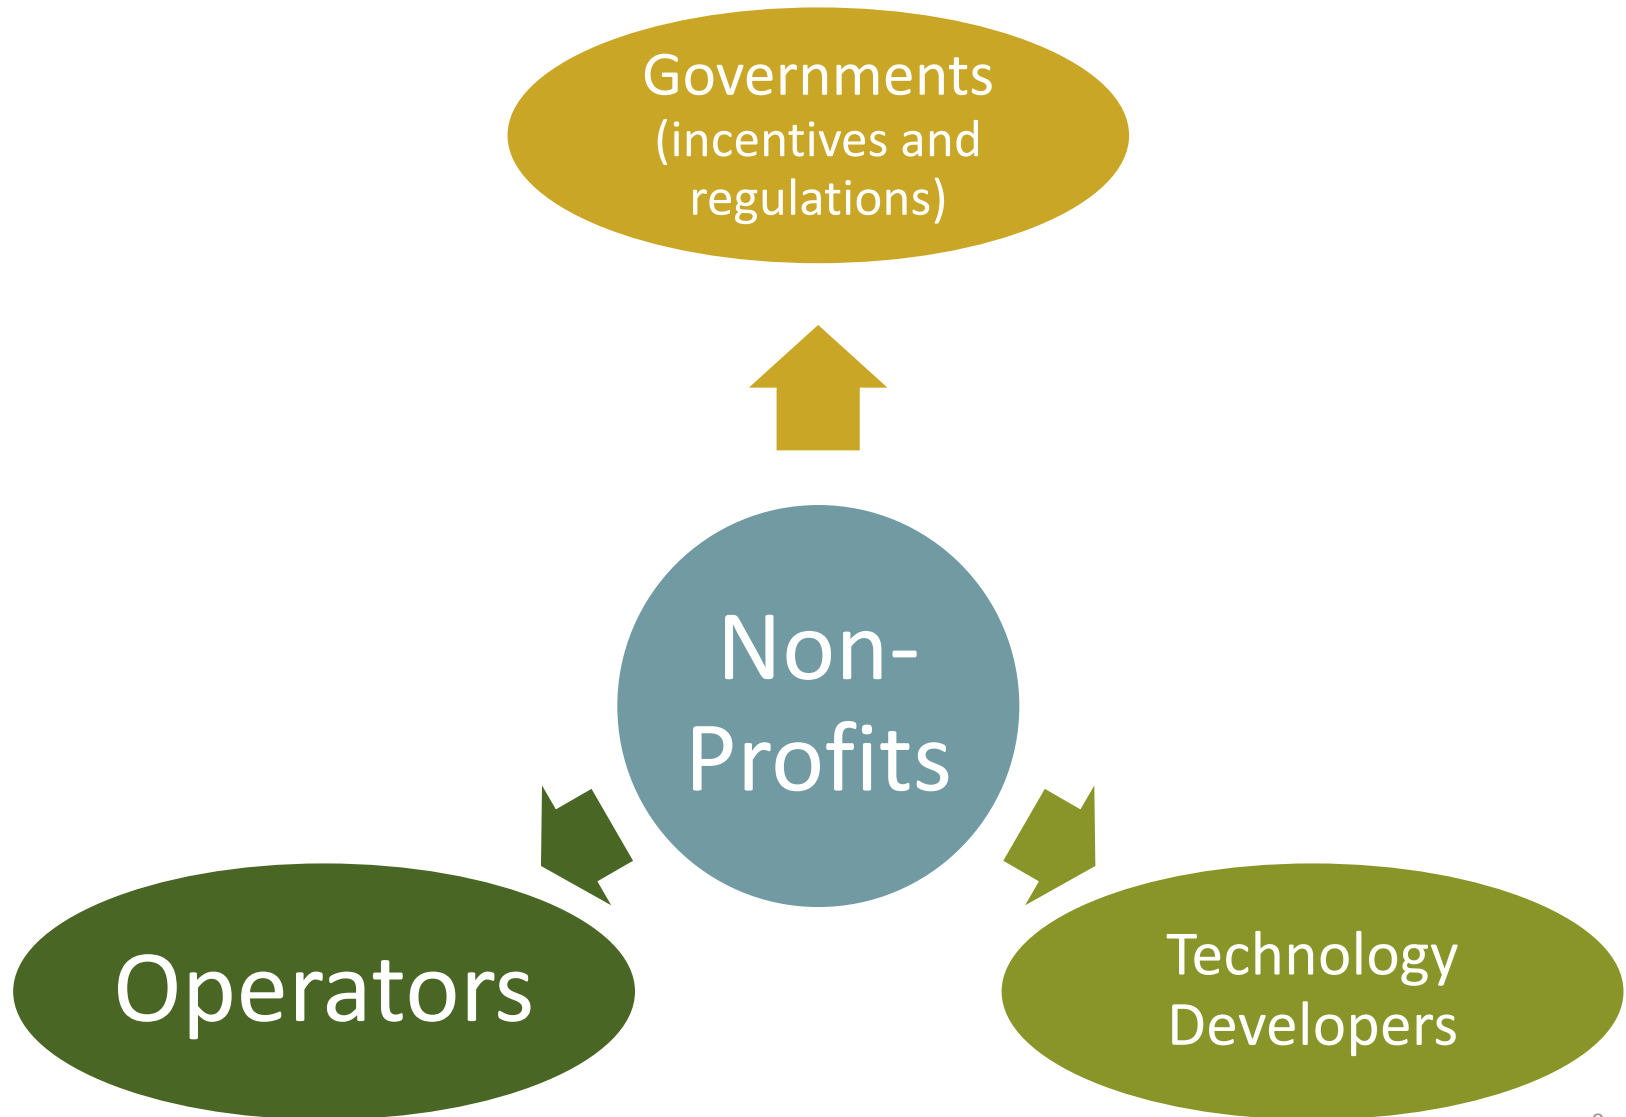 Governments
(incentives and
regulations)
Non-
Profits
Operators
Technology
Developers